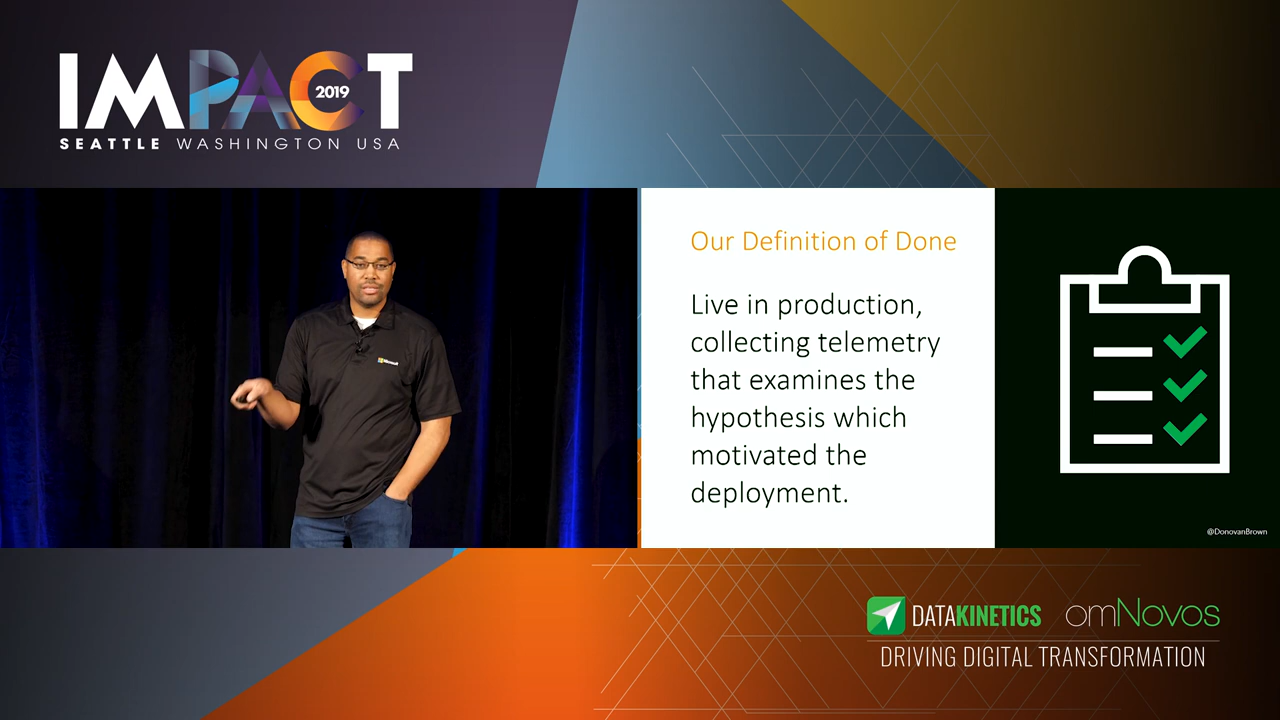 IMPACT
2019
SEATTLE WASHINGTON USA
Microsoft
Our Definition of Done
Live in production,
collecting telemetry
that examines the
hypothesis which
motivated the
deployment.
@DonovanBrown
DATAKINETICS omNovos
DRIVING DIGITAL TRANSFORMATION